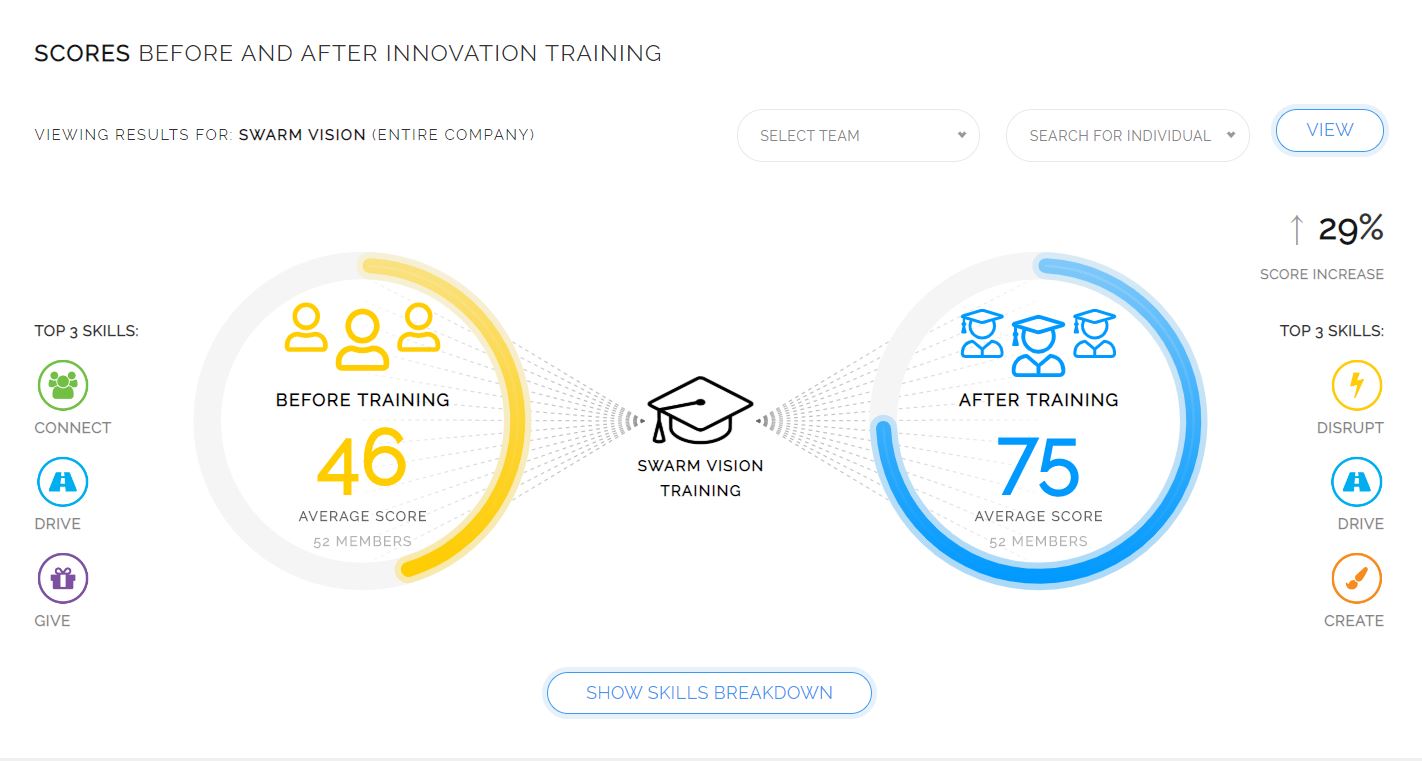 SCORES BEFORE AND AFTER INNOVATION TRAINING
VIEWING RESULTS FOR: SWARM VISION (ENTIRE COMPANY)
SELECT TEAM
SEARCH FOR INDIVIDUAL
VIEW
↑ 29%
SCORE INCREASE
TOP 3 SKILLS:
CONNECT
DRIVE
GIVE
BEFORE TRAINING
46
AVERAGE SCORE
52 MEMBERS
SWARM VISION
TRAINING
AFTER TRAINING
75
AVERAGE SCORE
52 MEMBERS
TOP 3 SKILLS:
DISRUPT
DRIVE
CREATE
SHOW SKILLS BREAKDOWN